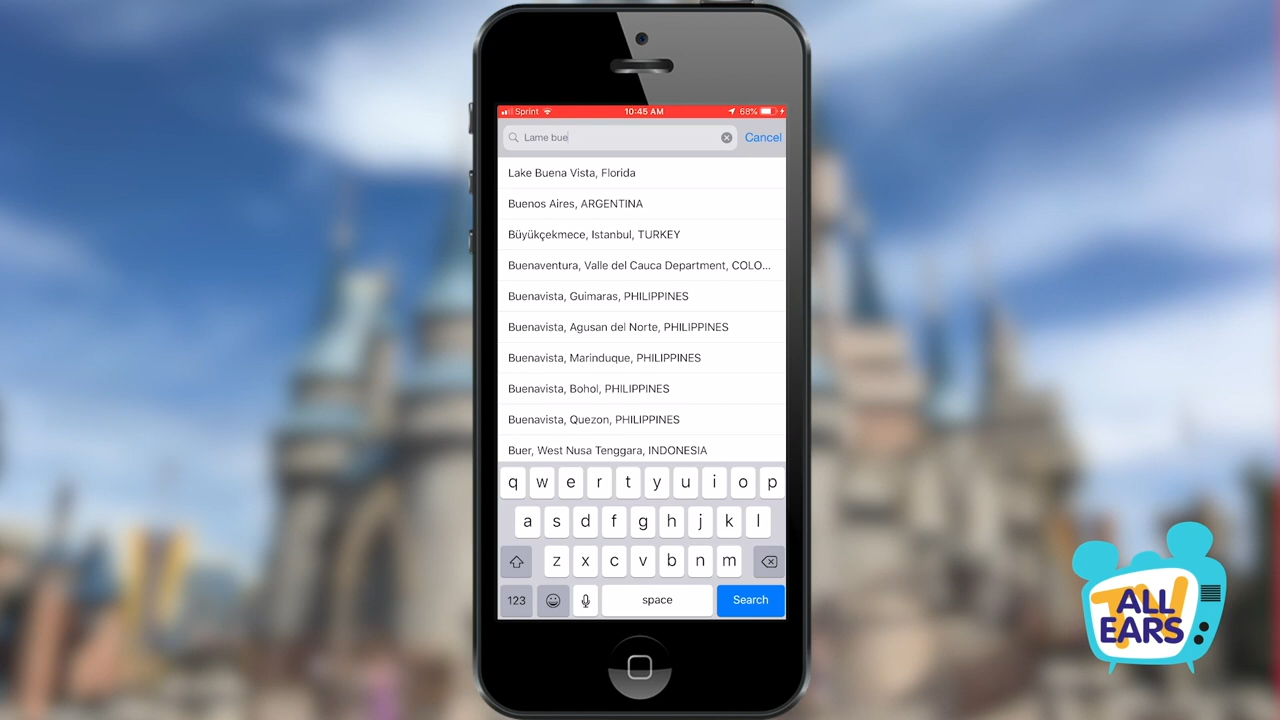 Sprint 10:45 AM 68%
Lame bue Cancel
Lake Buena Vista, Florida
Buenos Aires, ARGENTINA
Büyükçekmece, Istanbul, TURKEY
Buenaventura, Valle del Cauca Department, COLO...
Buenavista, Guimaras, PHILIPPINES
Buenavista, Agusan del Norte, PHILIPPINES
Buenavista, Marinduque, PHILIPPINES
Buenavista, Bohol, PHILIPPINES
Buenavista, Quezon, PHILIPPINES
Buer, West Nusa Tenggara, INDONESIA
q w e r t y u i o p
a s d f g h j k l
z x c v b n m
123 space Search
TV
ALL
EARS